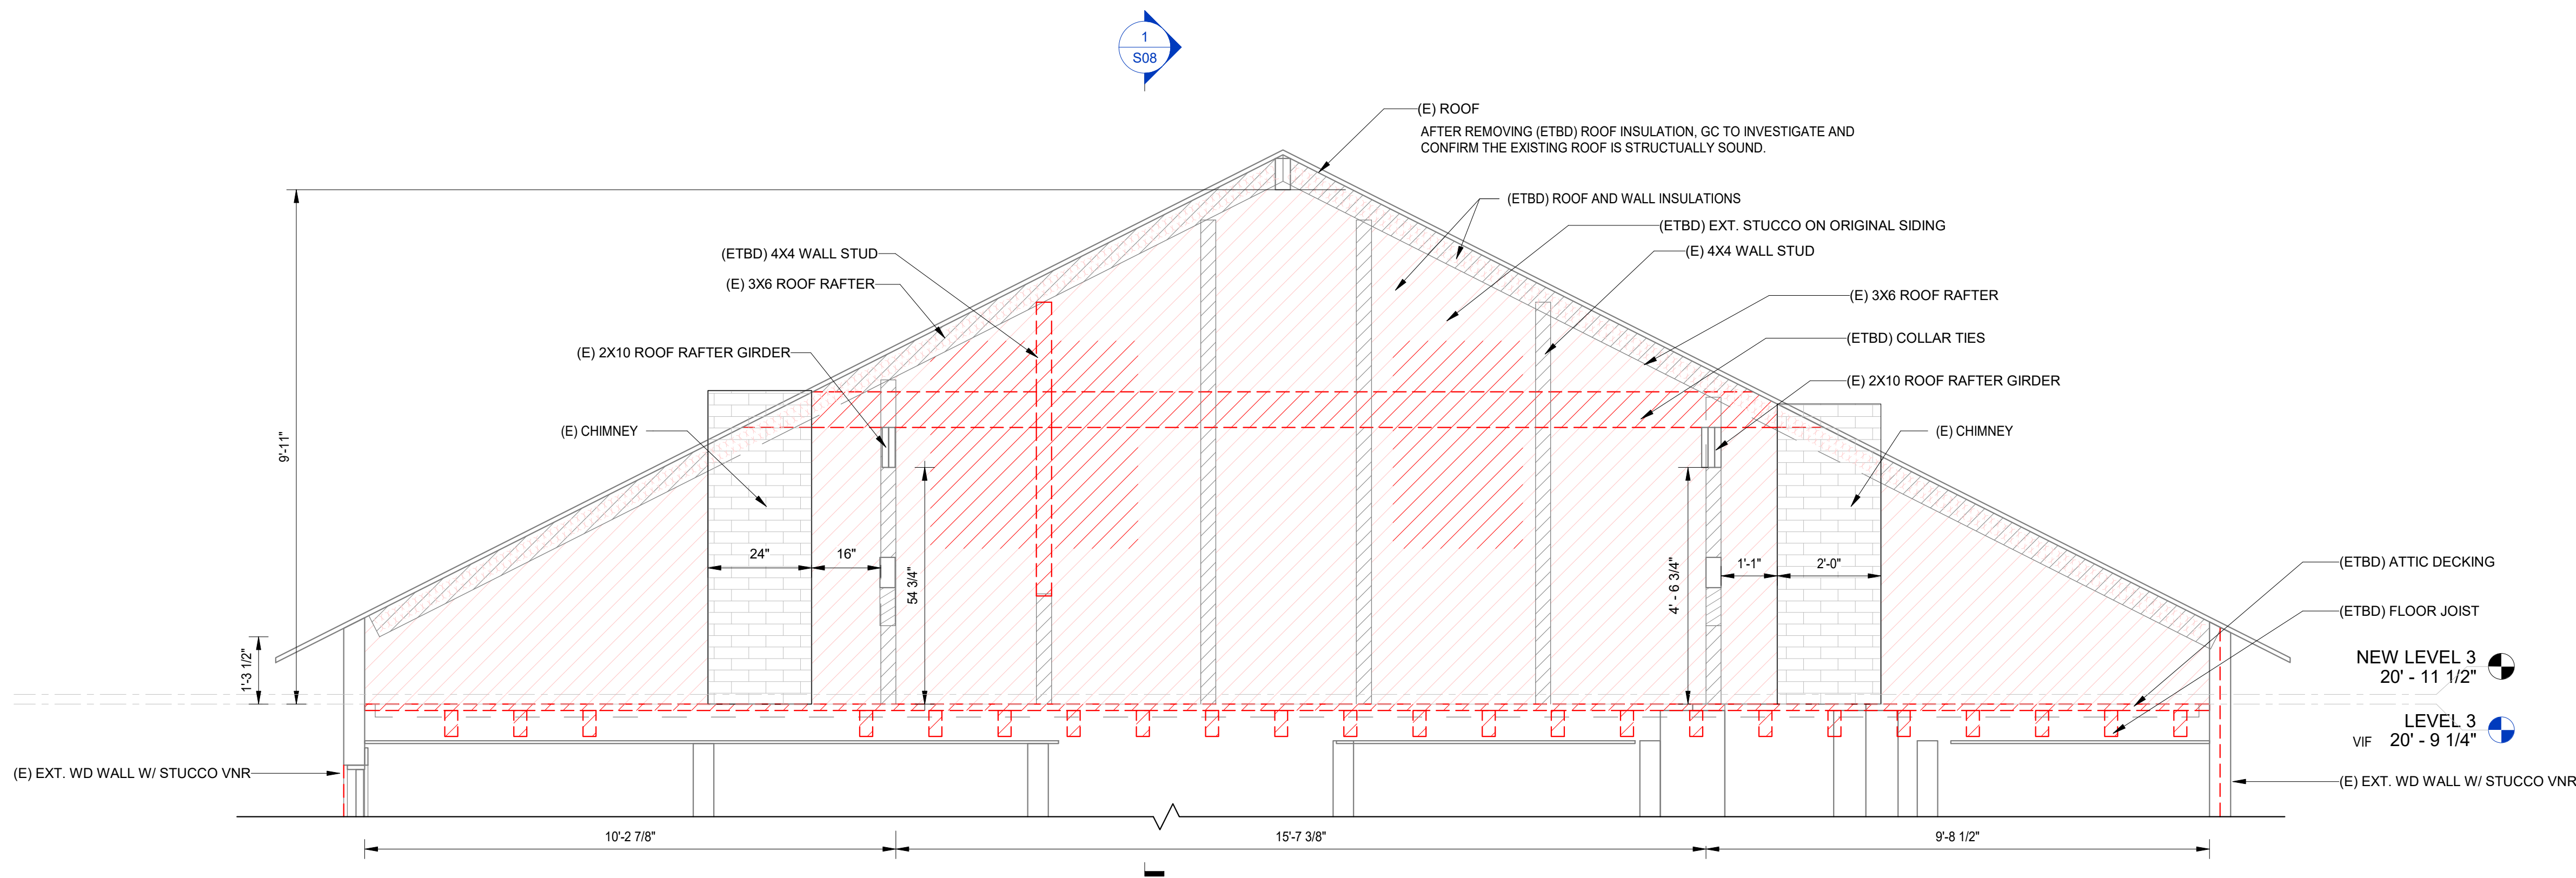 1
S08
(E) ROOF
AFTER REMOVING (ETBD) ROOF INSULATION, GC TO INVESTIGATE AND
CONFIRM THE EXISTING ROOF IS STRUCTUALLY SOUND.
(ETBD) ROOF AND WALL INSULATIONS
(ETBD) EXT. STUCCO ON ORIGINAL SIDING
(ETBD) 4X4 WALL STUD
(E) 4X4 WALL STUD
(E) 3X6 ROOF RAFTER
(E) 3X6 ROOF RAFTER
(ETBD) COLLAR TIES
(E) 2X10 ROOF RAFTER GIRDER
(E) 2X10 ROOF RAFTER GIRDER
(E) CHIMNEY
(E) CHIMNEY
9'-11"
24"
16"
54 3/4"
4' - 6 3/4"
1'-1"
2'-0"
(ETBD) ATTIC DECKING
(ETBD) FLOOR JOIST
1'-3 1/2"
NEW LEVEL 3
20' - 11 1/2"
LEVEL 3
VIF 20' - 9 1/4"
(E) EXT. WD WALL W/ STUCCO VNR
(E) EXT. WD WALL W/ STUCCO VNR
10'-2 7/8"
15'-7 3/8"
9'-8 1/2"